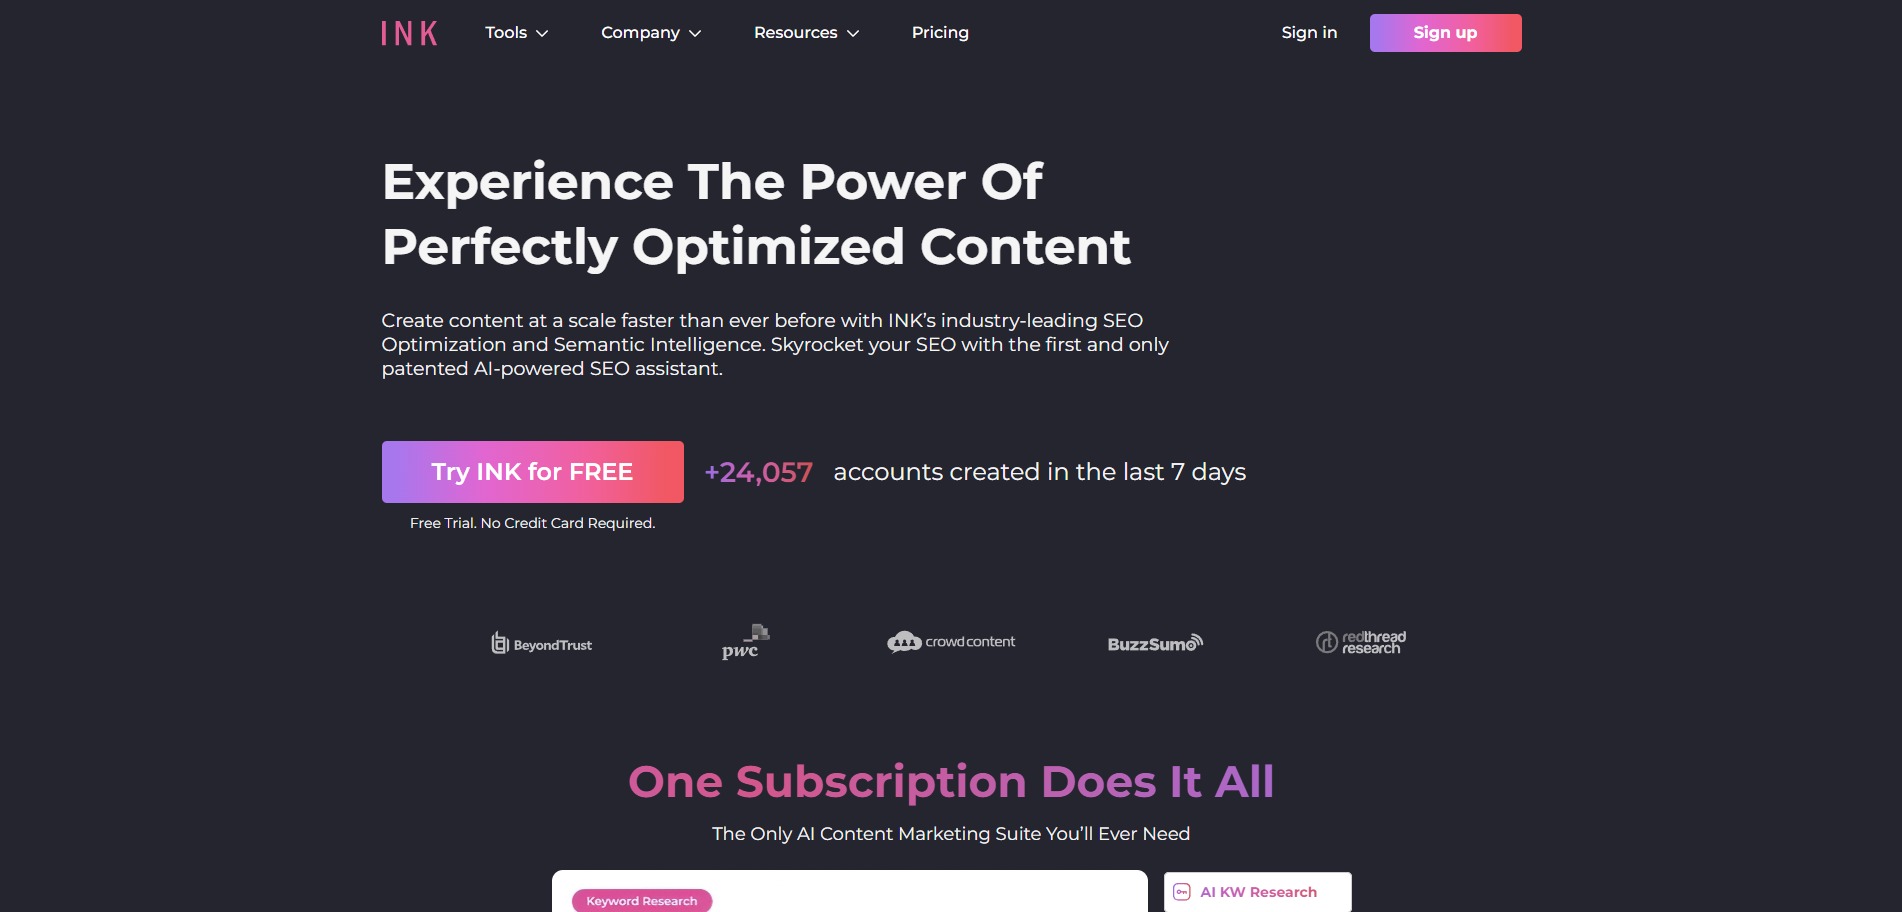 INK
Tools
Company
Resources
Pricing
Sign in
Sign up
Experience The Power Of
Perfectly Optimized Content
Create content at a scale faster than ever before with INK’s industry-leading SEO
Optimization and Semantic Intelligence. Skyrocket your SEO with the first and only
patented AI-powered SEO assistant.
Try INK for FREE
+24,057 accounts created in the last 7 days
Free Trial. No Credit Card Required.
BeyondTrust
pwc
crowd content
BuzzSumo
redthread
research
One Subscription Does It All
The Only AI Content Marketing Suite You’ll Ever Need
Keyword Research
AI KW Research